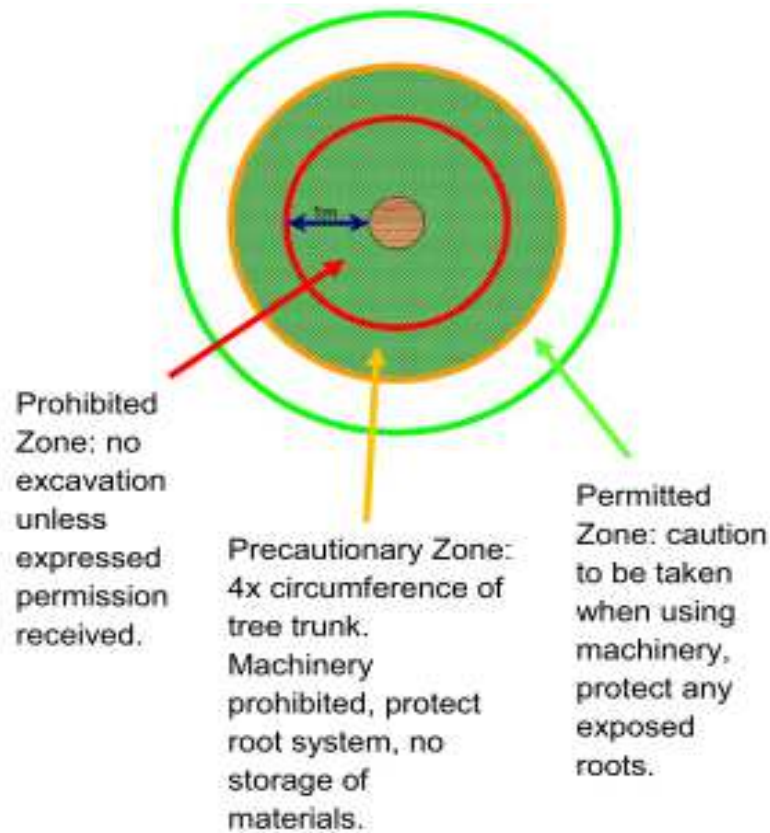 1m
Prohibited
Zone: no
excavation
unless
expressed
permission
received.
Precautionary Zone:
4x circumference of
tree trunk.
Machinery
prohibited, protect
root system, no
storage of
materials.
Permitted
Zone: caution
to be taken
when using
machinery,
protect any
exposed
roots.